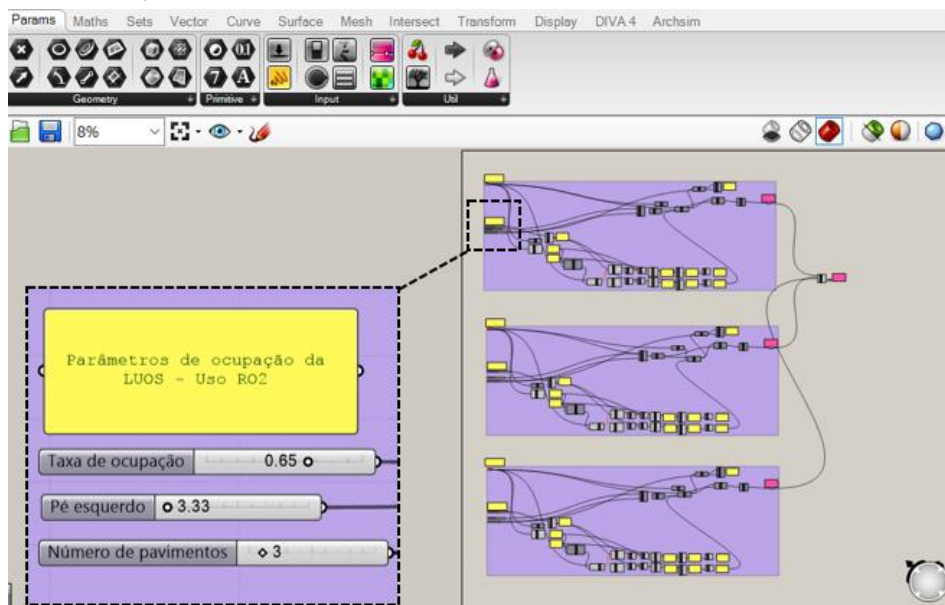 Params Maths Sets Vector Curve Surface Mesh Intersect Transform Display DIVA 4 Archsim
Geometry Primitive Input Util
8%
Parâmetros de ocupação da
LUOS - Uso RO2
Taxa de ocupação 0.65
Pé esquerdo 3.33
Número de pavimentos 3